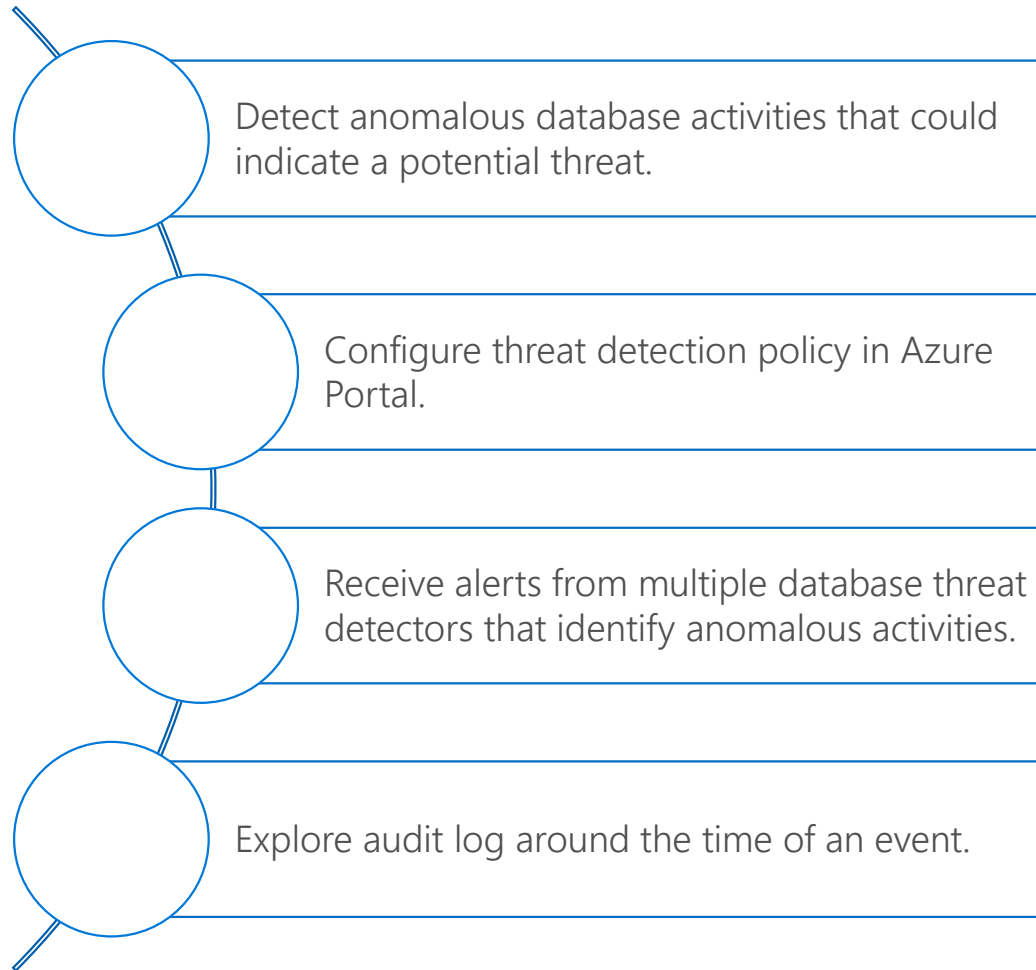 Detect anomalous database activities that could
indicate a potential threat.
Configure threat detection policy in Azure
Portal.
Receive alerts from multiple database threat
detectors that identify anomalous activities.
Explore audit log around the time of an event.